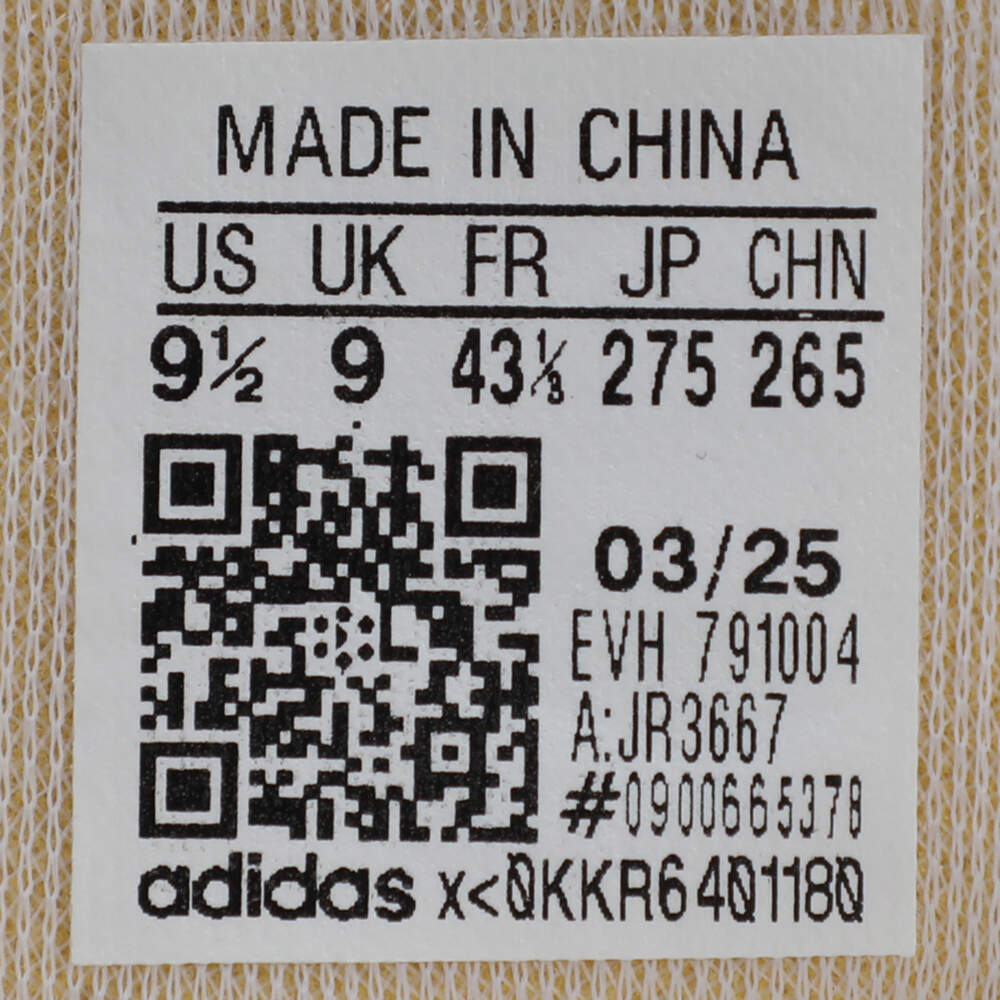 MADE IN CHINA
US UK FR JP CHN
9½ 9 43⅓ 275 265
03/25
EVH 791004
A:JR3667
#0900665378
adidas x<0KKR6401180